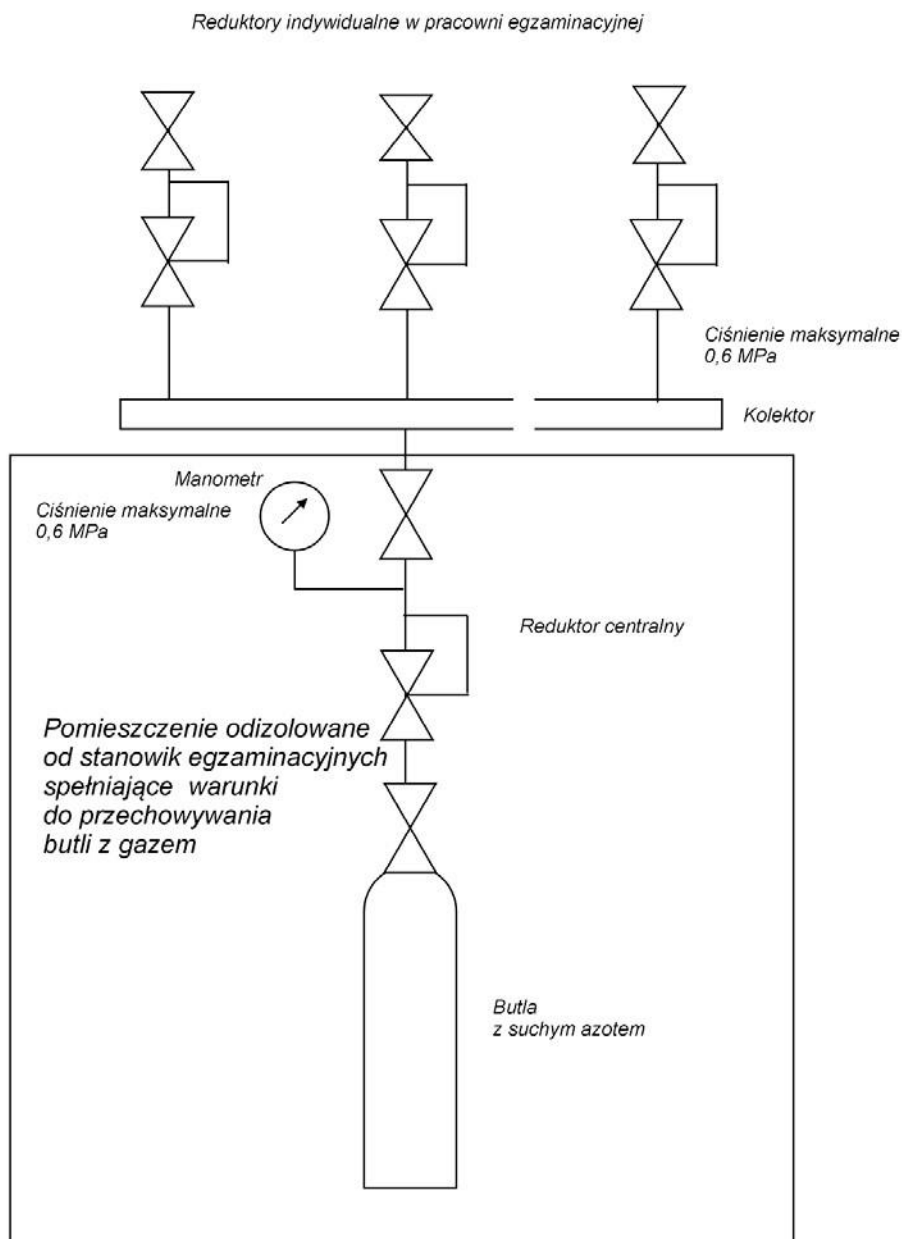 Reduktory indywidualne w pracowni egzaminacyjnej
Ciśnienie maksymalne
0,6 MPa
Kolektor
Manometr
Ciśnienie maksymalne
0,6 MPa
Reduktor centralny
Pomieszczenie odizolowane
od stanowik egzaminacyjnych
spełniające warunki
do przechowywania
butli z gazem
Butla
z suchym azotem